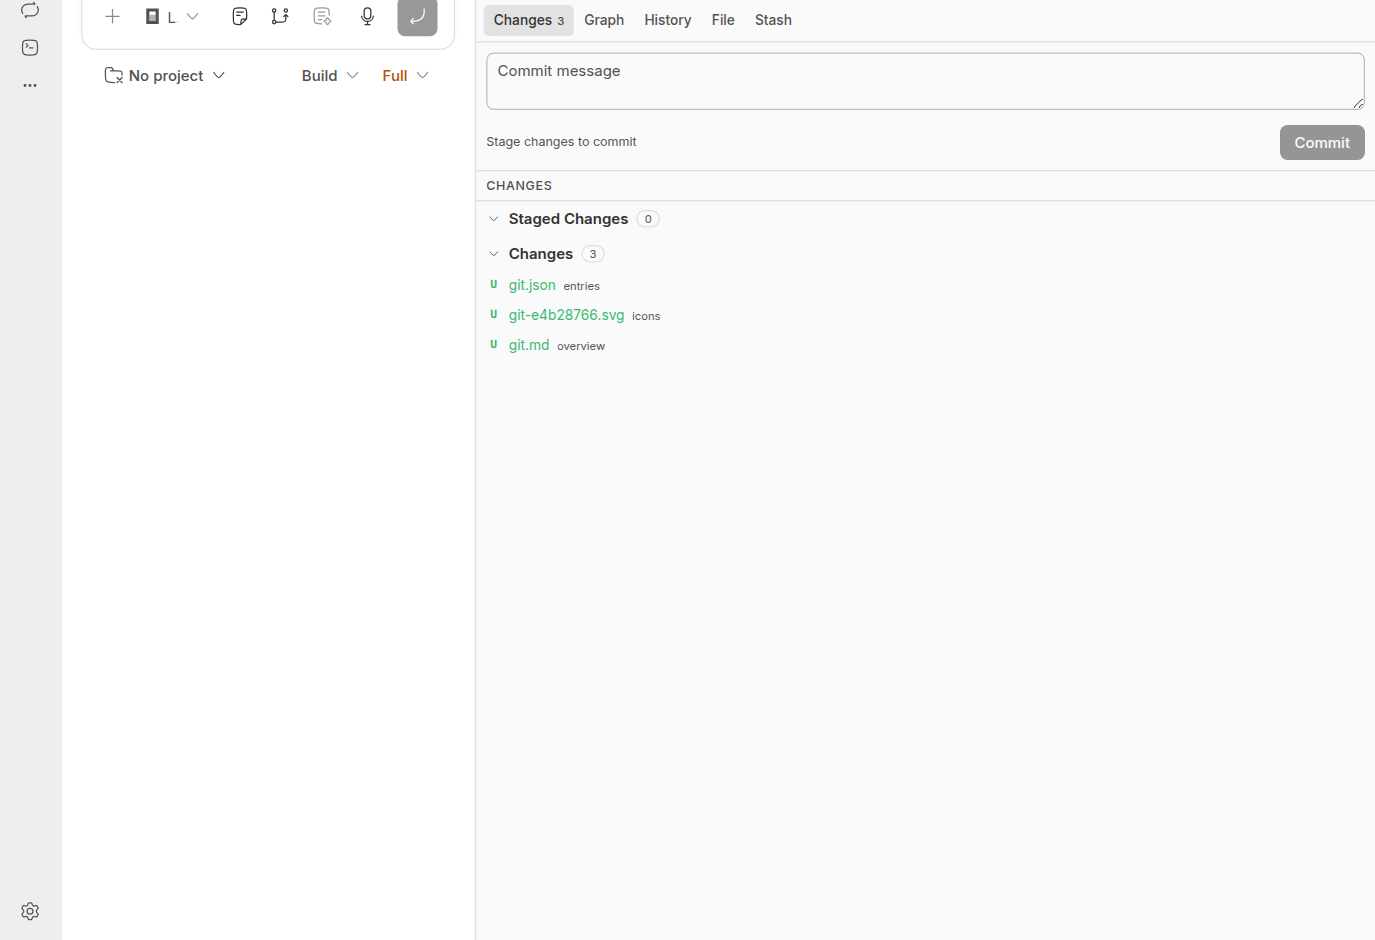 L.
No project
Build
Full
Changes 3
Graph
History
File
Stash
Commit message
Stage changes to commit
Commit
CHANGES
Staged Changes 0
Changes 3
U git.json entries
U git-e4b28766.svg icons
U git.md overview